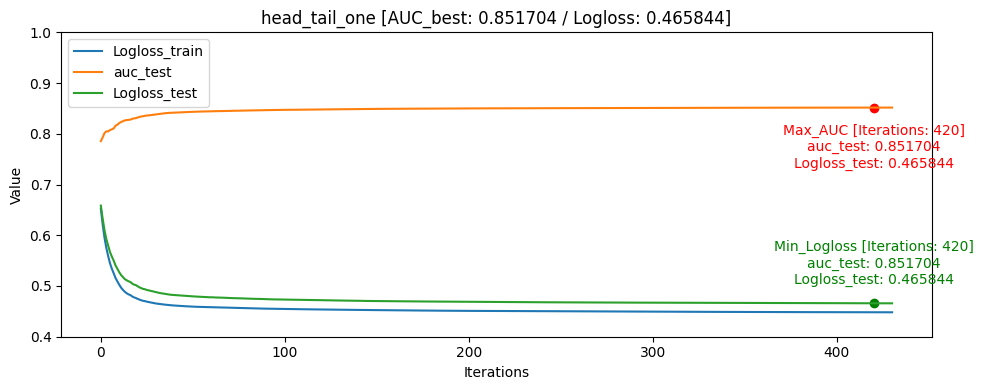 head_tail_one [AUC_best: 0.851704 / Logloss: 0.465844]
Value
1.0
0.9
0.8
0.7
0.6
0.5
0.4
Logloss_train
auc_test
Logloss_test
Max_AUC [Iterations: 420]
auc_test: 0.851704
Logloss_test: 0.465844
Min_Logloss [Iterations: 420]
auc_test: 0.851704
Logloss_test: 0.465844
0 100 200 300 400
Iterations